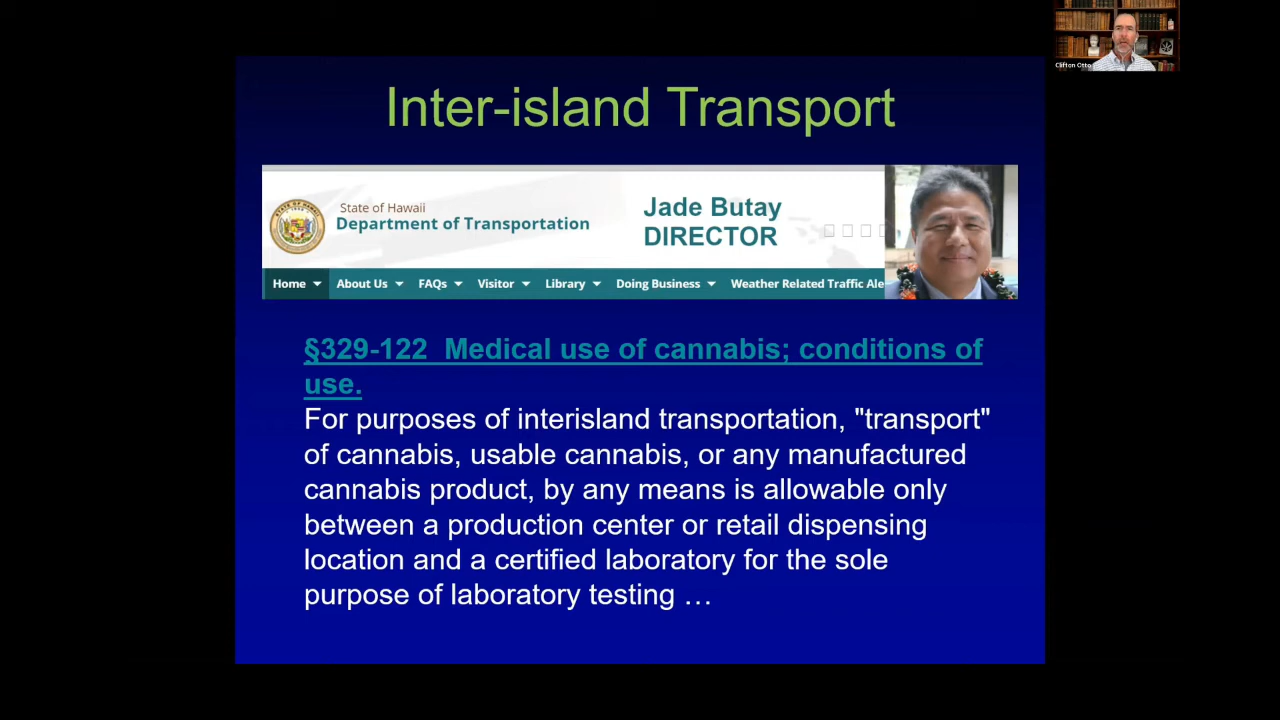 Clifton Otto
Inter-island Transport
State of Hawaii
Department of Transportation
Jade Butay
DIRECTOR
Home
About Us
FAQs
Visitor
Library
Doing Business
Weather Related Traffic Ale
§329-122 Medical use of cannabis; conditions of
use.
For purposes of interisland transportation, "transport"
of cannabis, usable cannabis, or any manufactured
cannabis product, by any means is allowable only
between a production center or retail dispensing
location and a certified laboratory for the sole
purpose of laboratory testing …